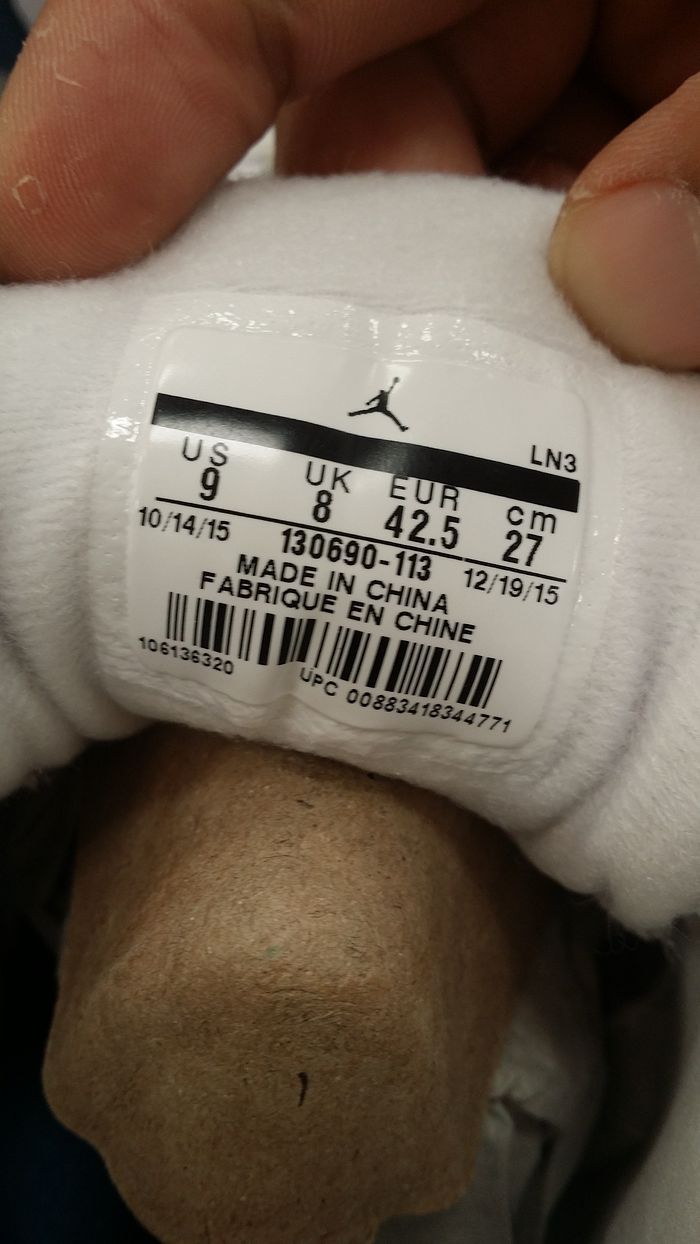 LN3
US UK EUR cm
9 8 42.5 27
10/14/15 130690-113 12/19/15
MADE IN CHINA
FABRIQUE EN CHINE
106136320 UPC 00883418344771